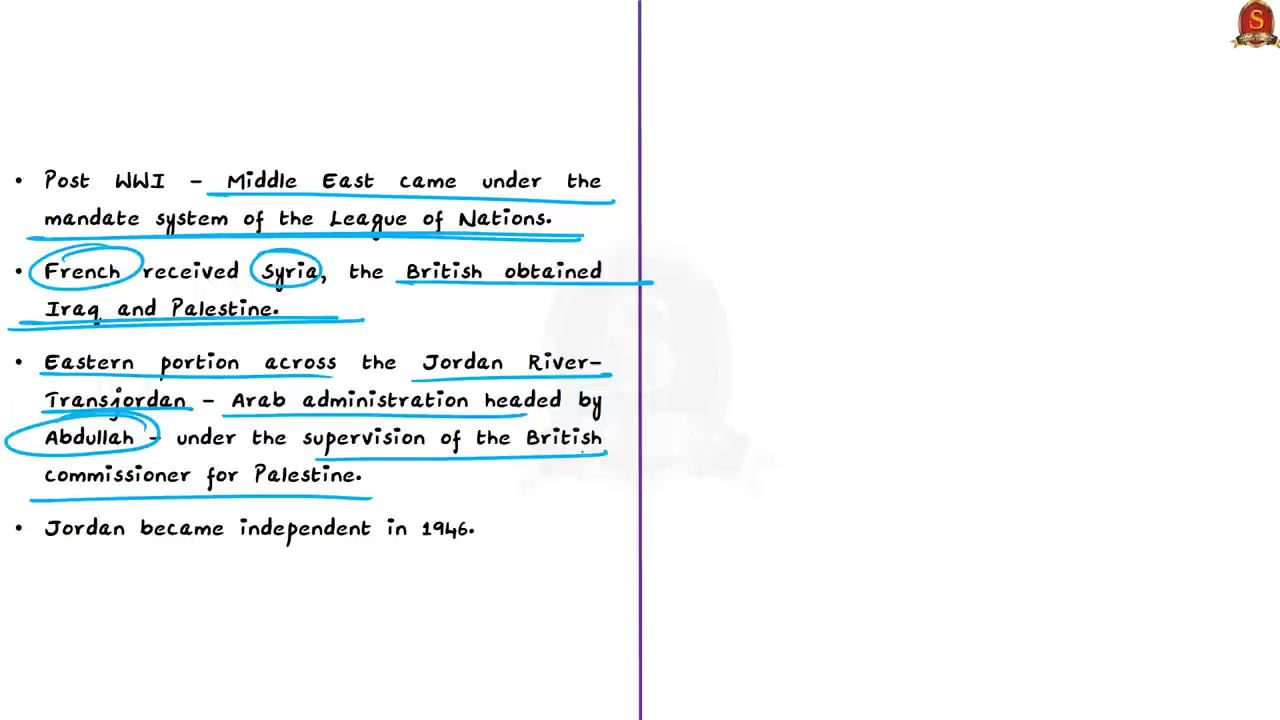 • Post WWI – Middle East came under the
mandate system of the League of Nations.
• French received Syria, the British obtained
Iraq and Palestine.
• Eastern portion across the Jordan River–
Transjordan – Arab administration headed by
Abdullah – under the supervision of the British
commissioner for Palestine.
• Jordan became independent in 1946.
S